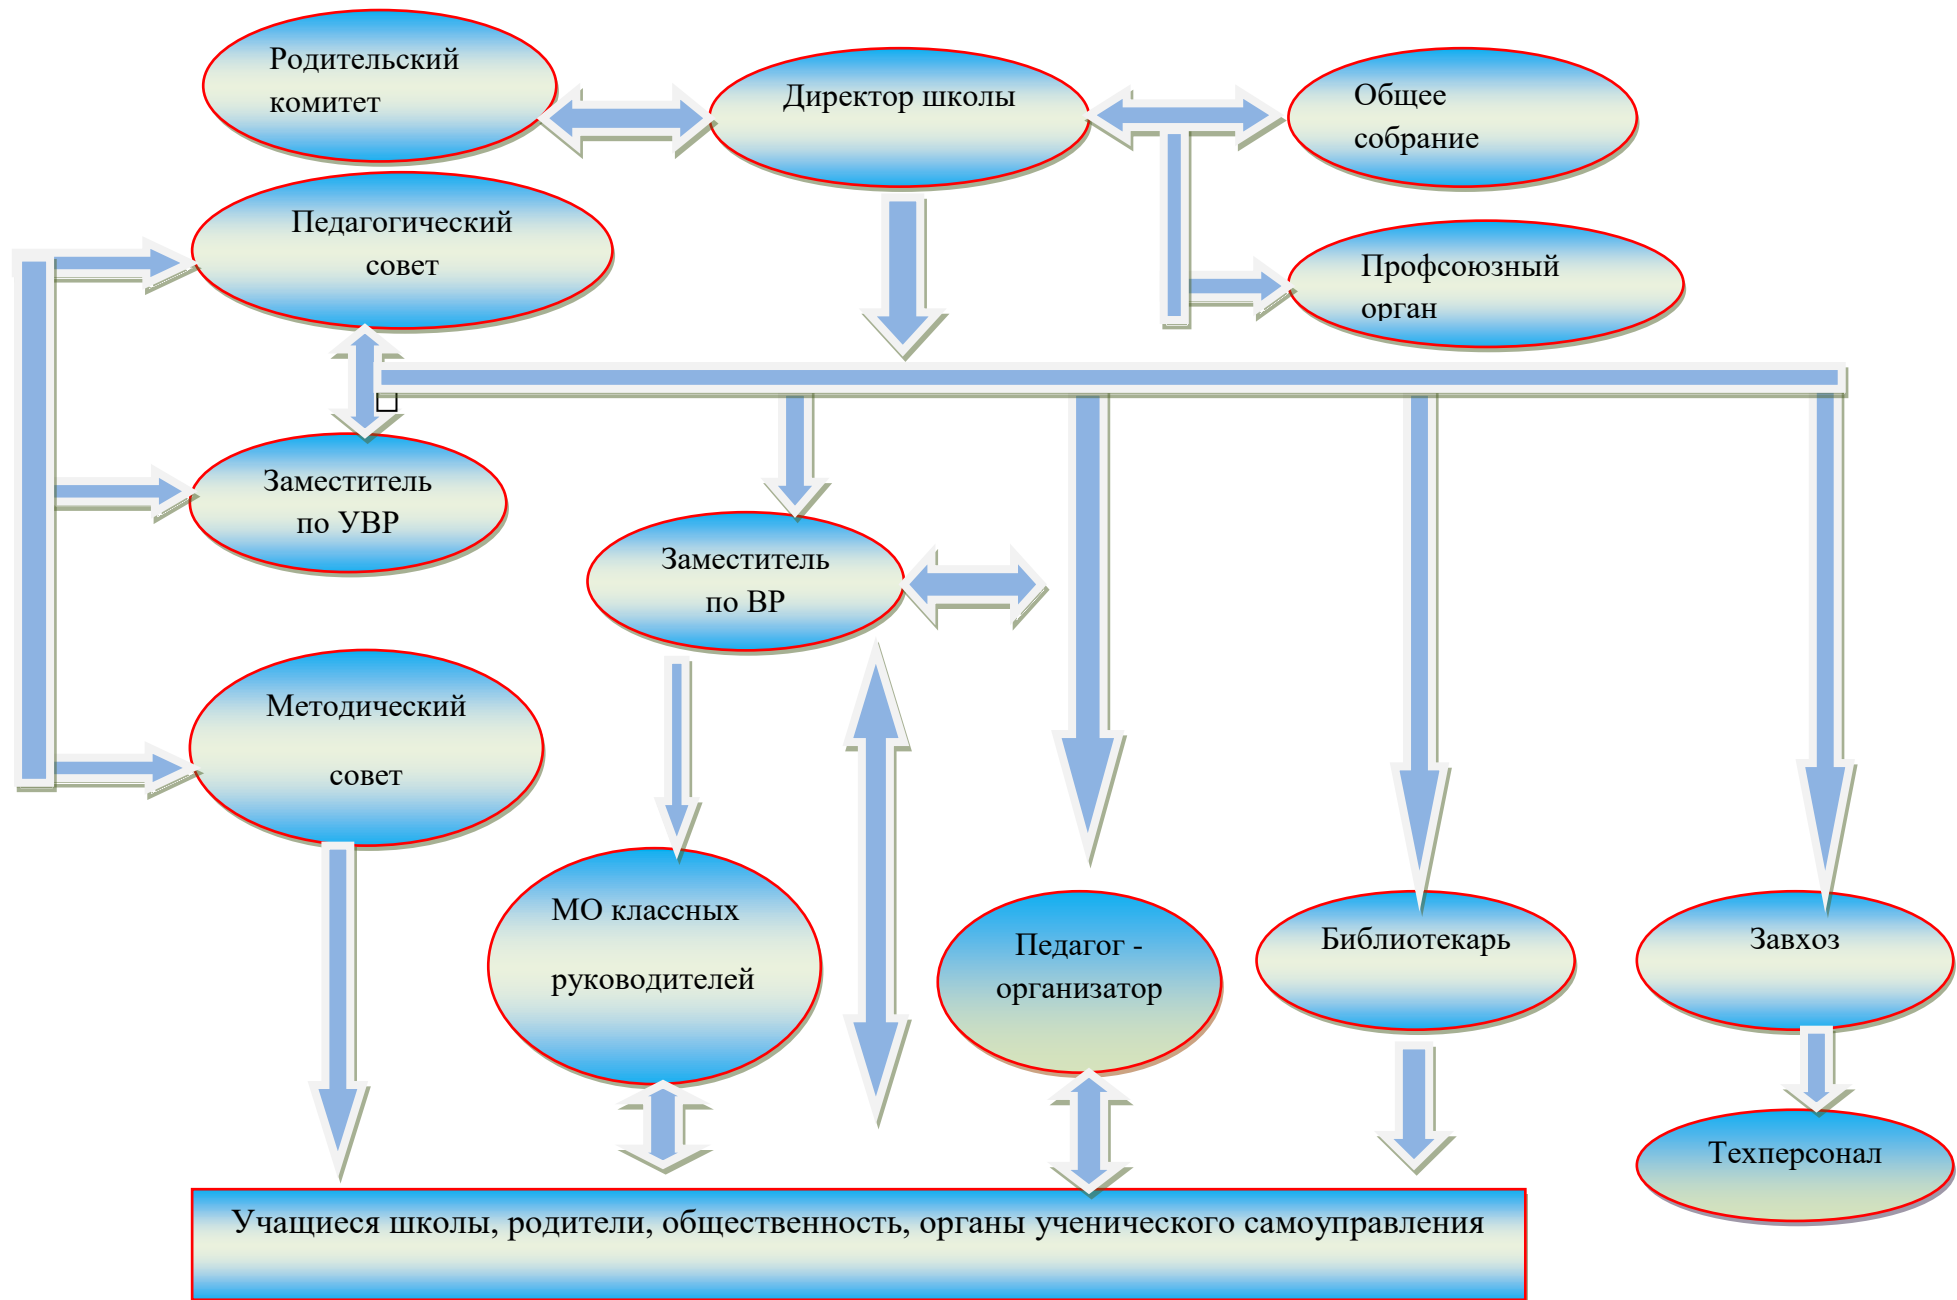 Родительский
комитет
Директор школы
Общее
собрание
Педагогический
совет
Профсоюзный
орган
Заместитель
по УВР
Заместитель
по ВР
Методический
совет
МО классных
руководителей
Педагог -
организатор
Библиотекарь
Завхоз
Техперсонал
Учащиеся школы, родители, общественность, органы ученического самоуправления